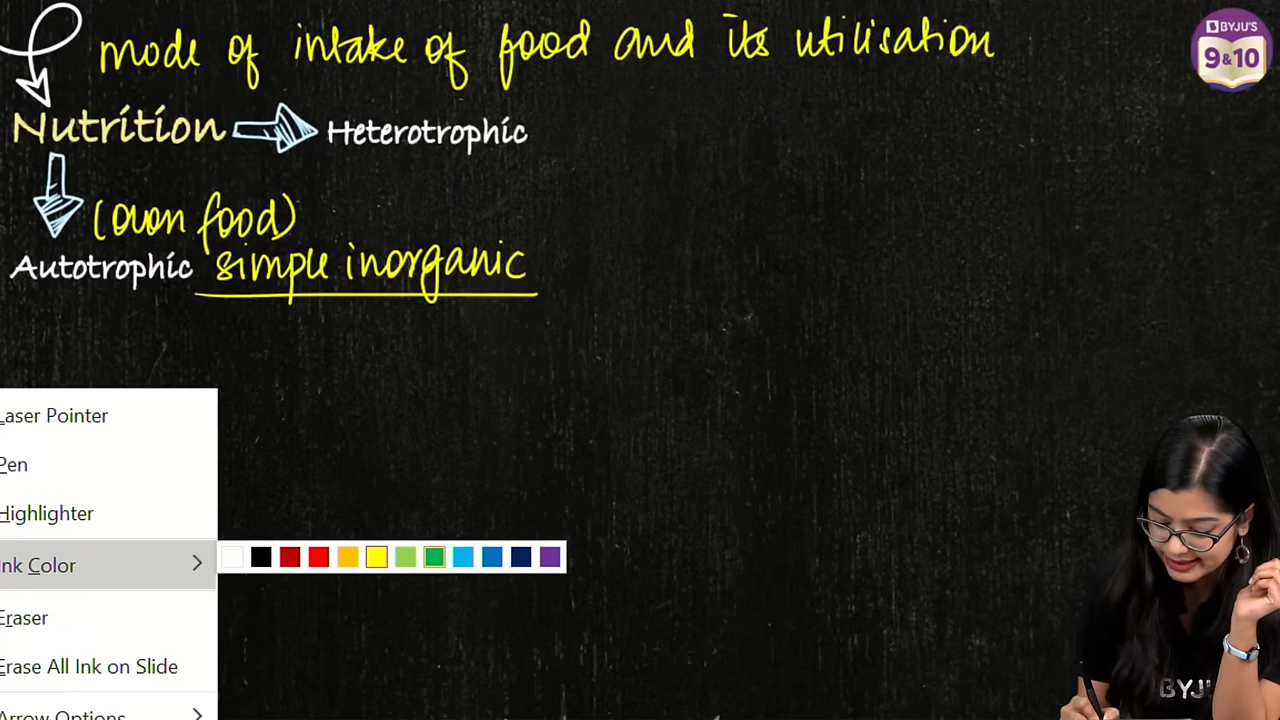 mode of intake of food and its utilisation
BYJU'S
9&10
Nutrition
Heterotrophic
(own food)
Autotrophic simple inorganic
Laser Pointer
Pen
Highlighter
Ink Color
Eraser
Erase All Ink on Slide
Arrow Options
BYJ'